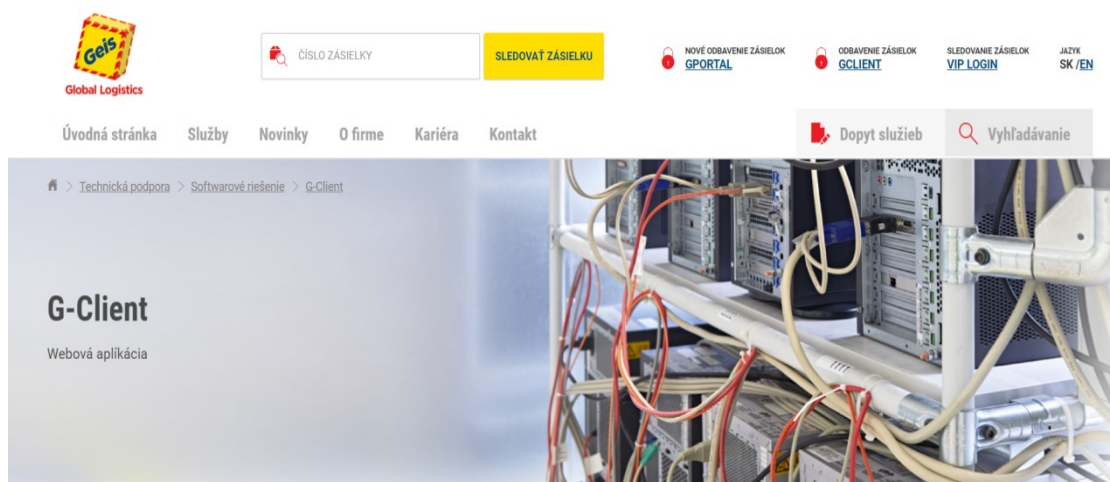 Geis
Global Logistics
ČÍSLO ZÁSIELKY
SLEDOVAŤ ZÁSIELKU
NOVÉ ODBAVENIE ZÁSIELOK
GPORTAL
ODBAVENIE ZÁSIELOK
GCLIENT
SLEDOVANIE ZÁSIELOK
VIP LOGIN
JAZYK
SK /EN
Úvodná stránka Služby Novinky O firme Kariéra Kontakt
Dopyt služieb
Vyhľadávanie
> Technická podpora > Softwarové riešenie > G-Client
G-Client
Webová aplíkácia